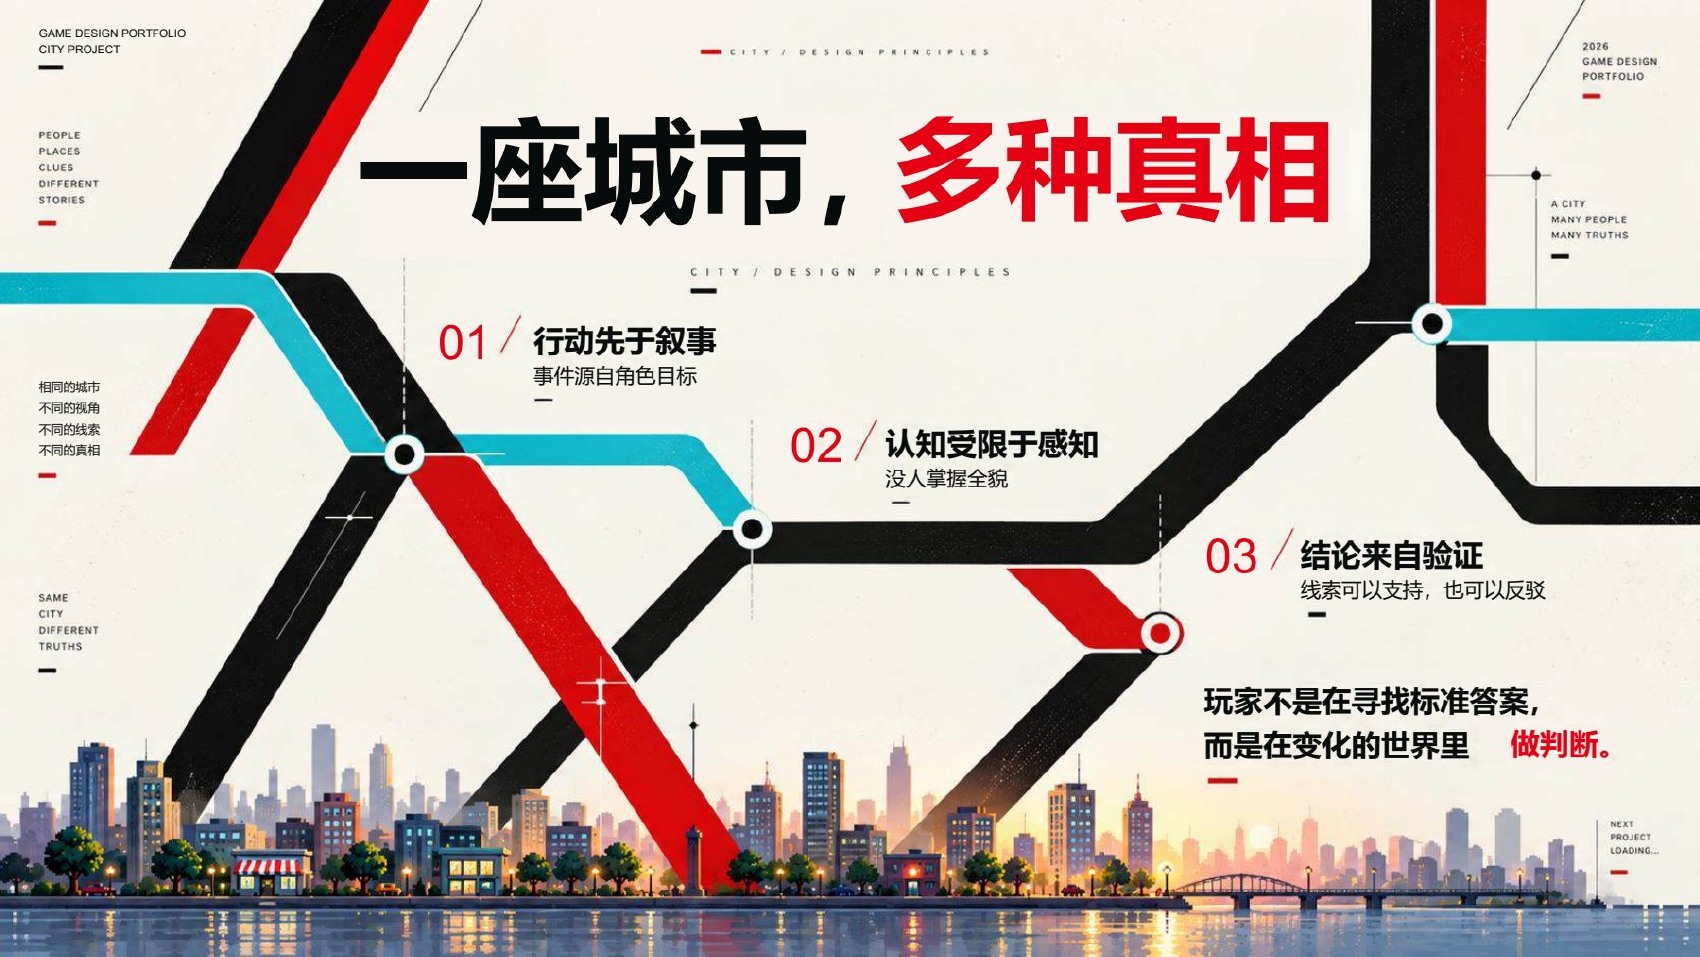 GAME DESIGN PORTFOLIO
CITY PROJECT
CITY / DESIGN PRINCIPLES
2026
GAME DESIGN
PORTFOLIO
PEOPLE
PLACES
CLUES
DIFFERENT
STORIES
一座城市，多种真相
A CITY
MANY PEOPLE
MANY TRUTHS
CITY / DESIGN PRINCIPLES
01 / 行动先于叙事
事件源自角色目标
相同的城市
不同的视角
不同的线索
不同的真相
02 / 认知受限于感知
没人掌握全貌
03 / 结论来自验证
线索可以支持，也可以反驳
SAME
CITY
DIFFERENT
TRUTHS
玩家不是在寻找标准答案，
而是在变化的世界里 做判断。
NEXT
PROJECT
LOADING...